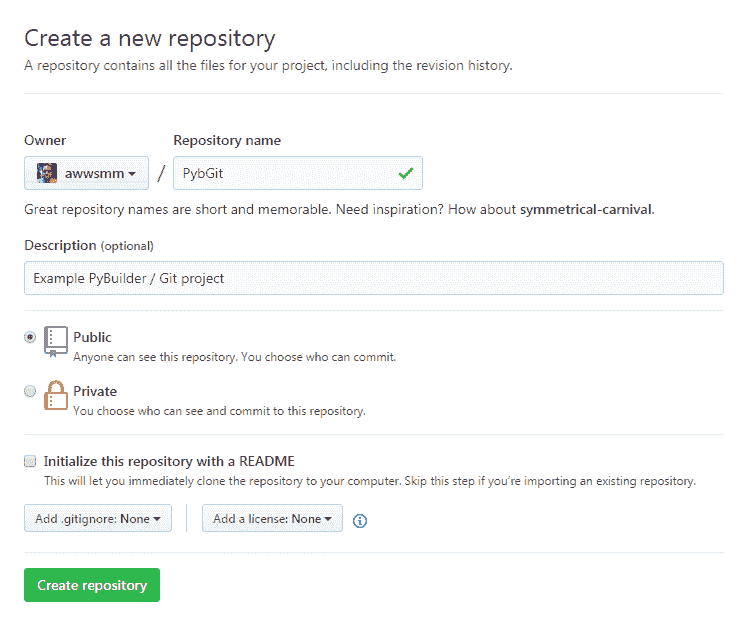 Create a new repository
A repository contains all the files for your project, including the revision history.
Owner
Repository name
awwsmm
/
PybGit
Great repository names are short and memorable. Need inspiration? How about symmetrical-carnival.
Description (optional)
Example PyBuilder / Git project
Public
Anyone can see this repository. You choose who can commit.
Private
You choose who can see and commit to this repository.
Initialize this repository with a README
This will let you immediately clone the repository to your computer. Skip this step if you’re importing an existing repository.
Add .gitignore: None
Add a license: None
Create repository